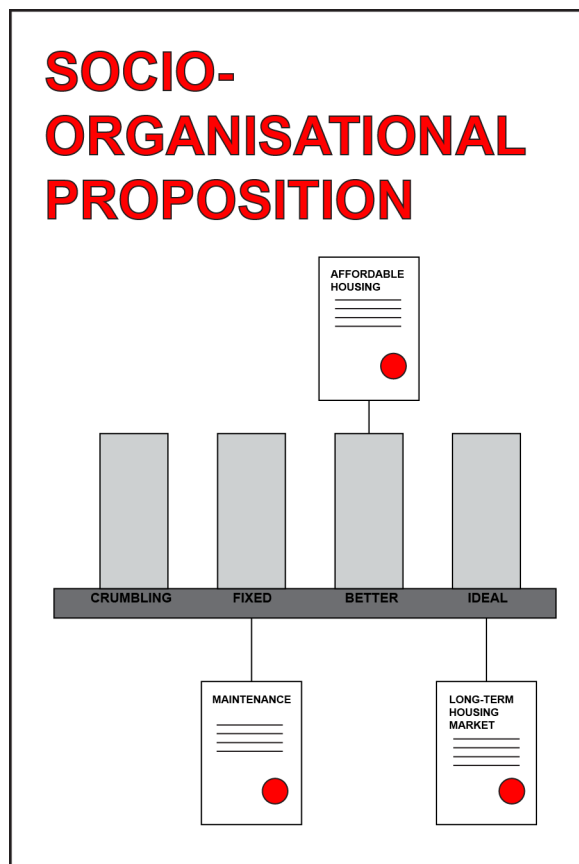 SOCIO-
ORGANISATIONAL
PROPOSITION
AFFORDABLE
HOUSING
CRUMBLING
FIXED
BETTER
IDEAL
MAINTENANCE
LONG-TERM
HOUSING
MARKET